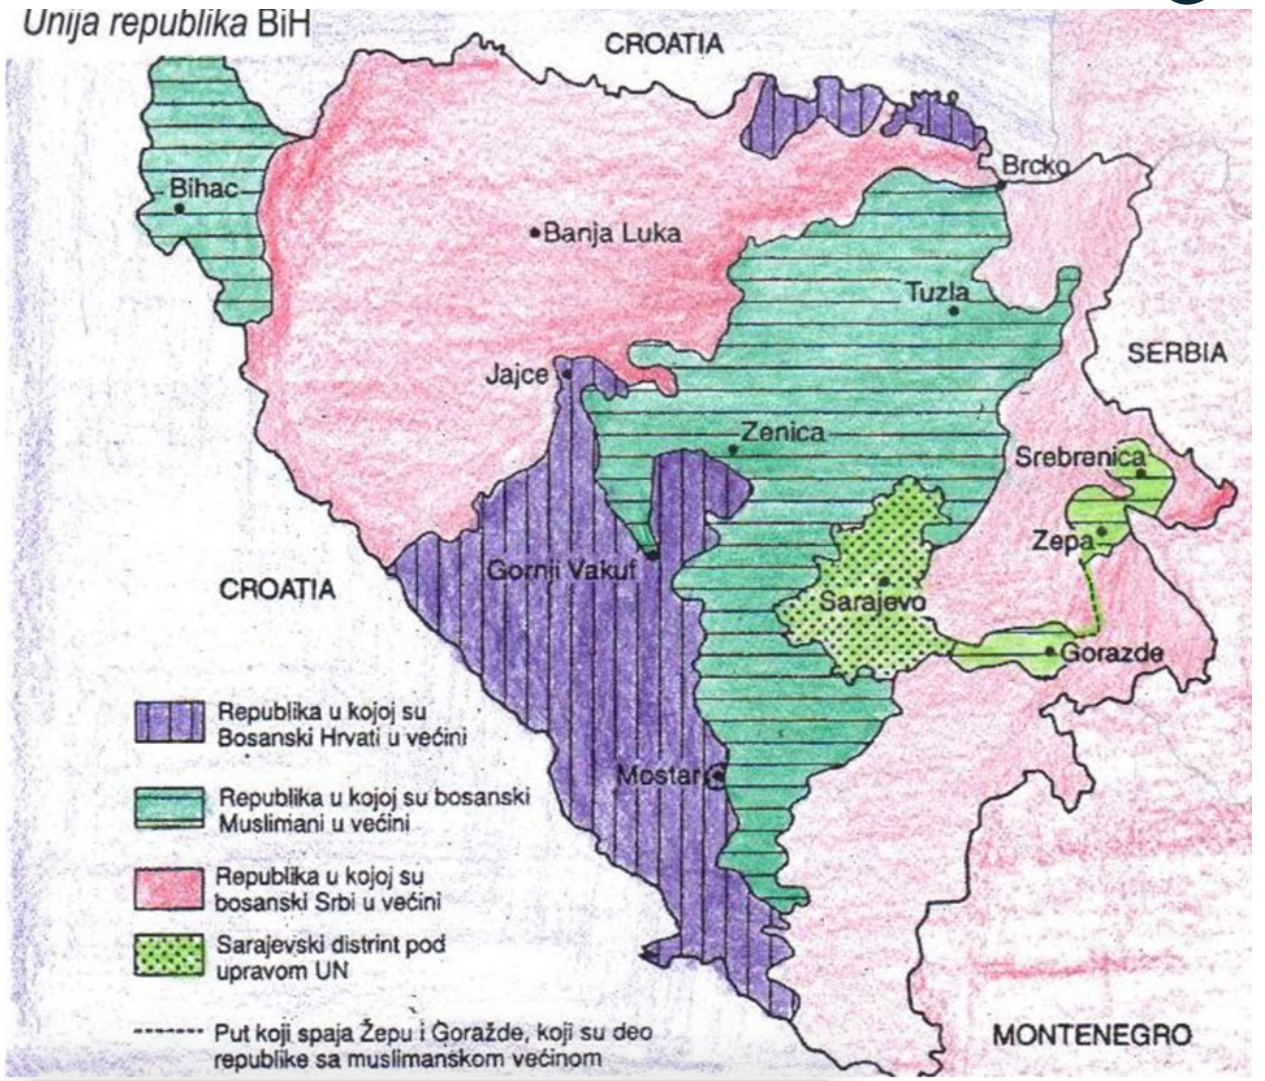 Unija republika BiH
CROATIA
Brcko
Bihac
Banja Luka
Tuzla
SERBIA
Jajce
Zenica
Srebrenica
Zepa
Gornji Vakuf
CROATIA
Sarajevo
Gorazde
Republika u kojoj su
Bosanski Hrvati u većini
Mostar
Republika u kojoj su bosanski
Muslimani u većini
Republika u kojoj su
bosanski Srbi u većini
Sarajevski distrint pod
upravom UN
Put koji spaja Žepu i Goražde, koji su deo
republike sa muslimanskom većinom
MONTENEGRO